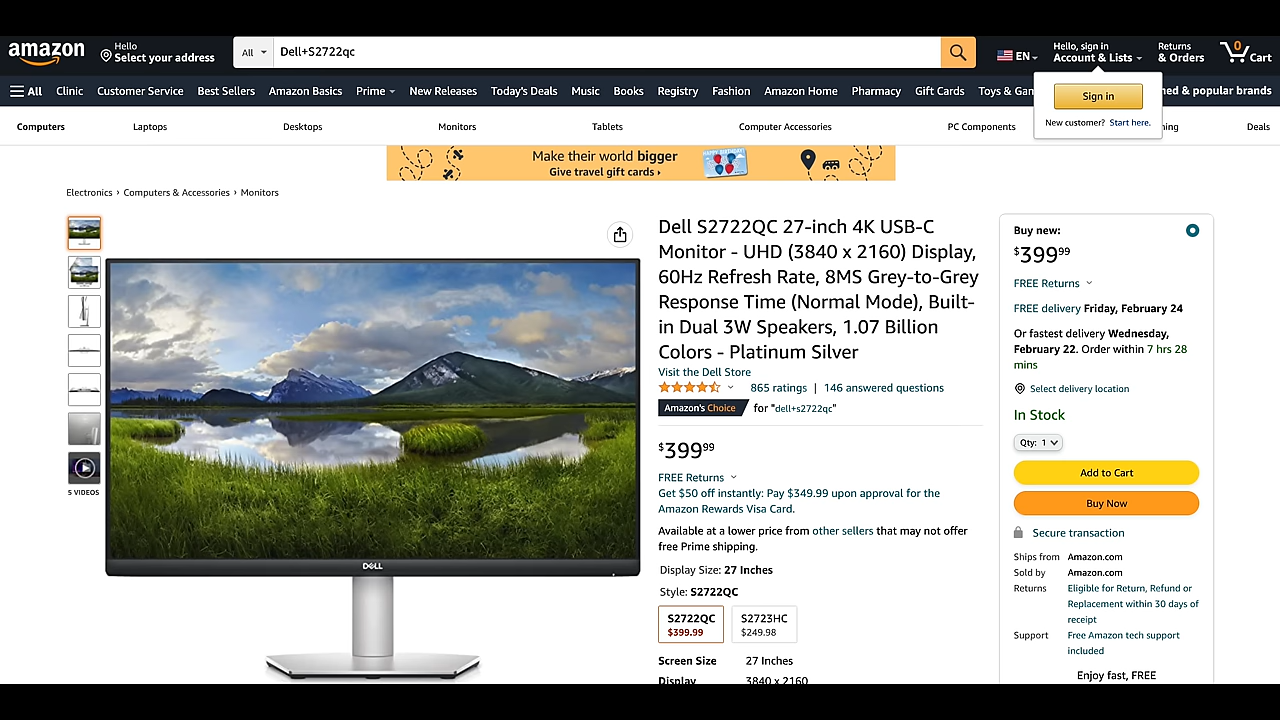 amazon
Hello
Select your address
All
Dell+S2722qc
EN
Hello, sign in
Account & Lists
Returns
& Orders
0
Cart
All
Clinic
Customer Service
Best Sellers
Amazon Basics
Prime
New Releases
Today's Deals
Music
Books
Registry
Fashion
Amazon Home
Pharmacy
Gift Cards
Toys & Gam
ned & popular brands
Sign in
New customer? Start here.
Computers
Laptops
Desktops
Monitors
Tablets
Computer Accessories
PC Components
ning
Deals
Make their world bigger
Give travel gift cards ›
HAPPY BIRTHDAY!
Electronics › Computers & Accessories › Monitors
5 VIDEOS
DELL
Dell S2722QC 27-inch 4K USB-C
Monitor - UHD (3840 x 2160) Display,
60Hz Refresh Rate, 8MS Grey-to-Grey
Response Time (Normal Mode), Built-
in Dual 3W Speakers, 1.07 Billion
Colors - Platinum Silver
Visit the Dell Store
865 ratings | 146 answered questions
Amazon's Choice for "dell+s2722qc"
$399 99
FREE Returns
Get $50 off instantly: Pay $349.99 upon approval for the
Amazon Rewards Visa Card.
Available at a lower price from other sellers that may not offer
free Prime shipping.
Display Size: 27 Inches
Style: S2722QC
S2722QC
$399.99
S2723HC
$249.98
Screen Size 27 Inches
Display 3840 x 2160
Buy new:
$399 99
FREE Returns
FREE delivery Friday, February 24
Or fastest delivery Wednesday,
February 22. Order within 7 hrs 28
mins
Select delivery location
In Stock
Qty: 1
Add to Cart
Buy Now
Secure transaction
Ships from Amazon.com
Sold by Amazon.com
Returns Eligible for Return, Refund or
Replacement within 30 days of
receipt
Support Free Amazon tech support
included
Enjoy fast, FREE